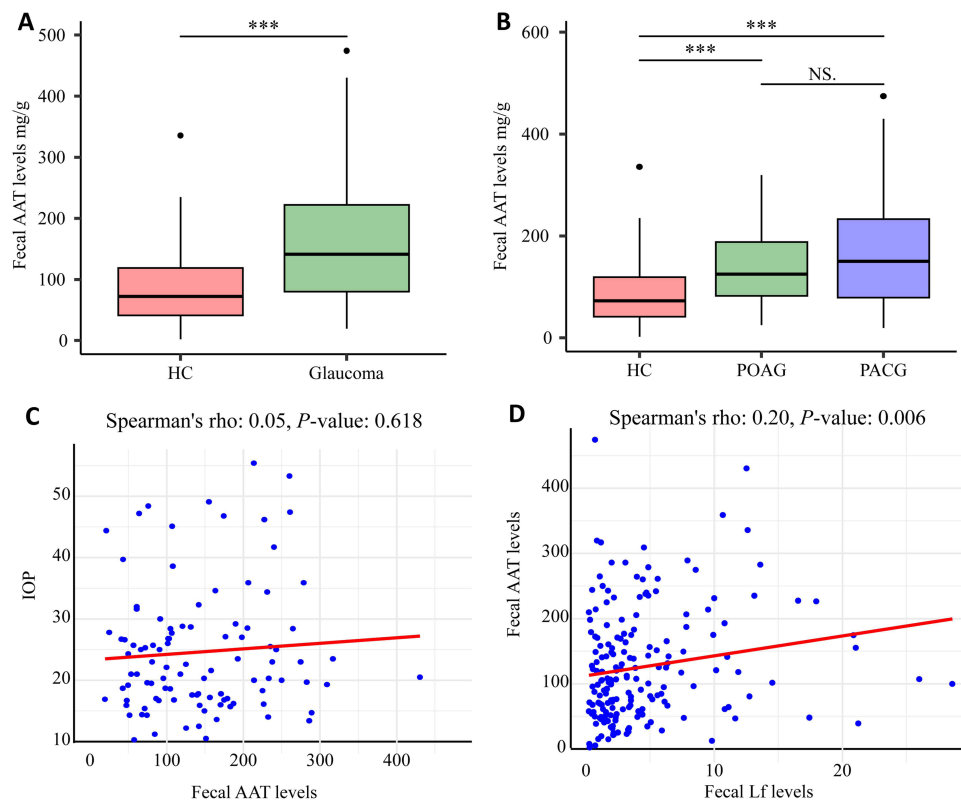 A
***
Fecal AAT levels mg/g
500
400
300
200
100
0
HC Glaucoma
B
***
***
NS.
Fecal AAT levels mg/g
600
400
200
0
HC POAG PACG
C
Spearman's rho: 0.05, P-value: 0.618
IOP
50
40
30
20
10
0 100 200 300 400
Fecal AAT levels
D
Spearman's rho: 0.20, P-value: 0.006
Fecal AAT levels
400
300
200
100
0
0 10 20
Fecal Lf levels